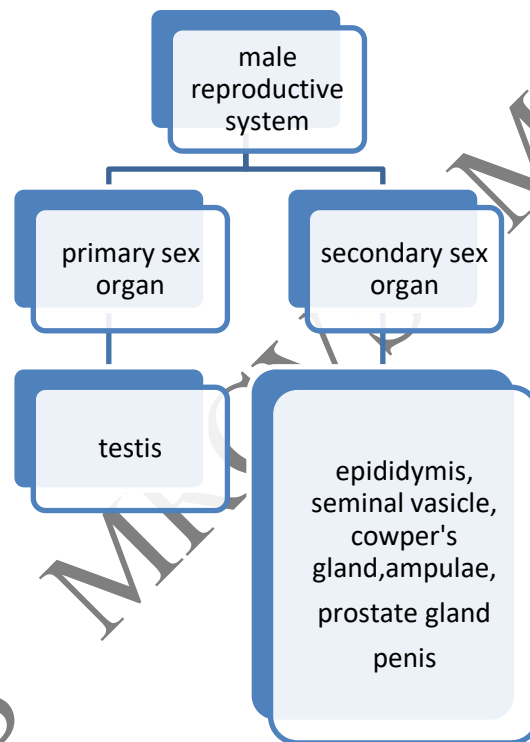 male
reproductive
system
primary sex
organ
secondary sex
organ
testis
epididymis,
seminal vasicle,
cowper's
gland,ampulae,
prostate gland
penis